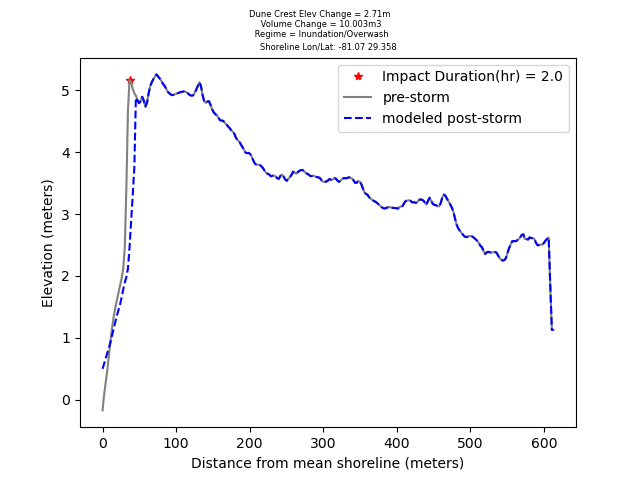 Dune Crest Elev Change = 2.71m
Volume Change = 10.003m3
Regime = Inundation/Overwash
Shoreline Lon/Lat: -81.07 29.358
Impact Duration(hr) = 2.0
pre-storm
modeled post-storm
Elevation (meters)
5
4
3
2
1
0
0 100 200 300 400 500 600
Distance from mean shoreline (meters)